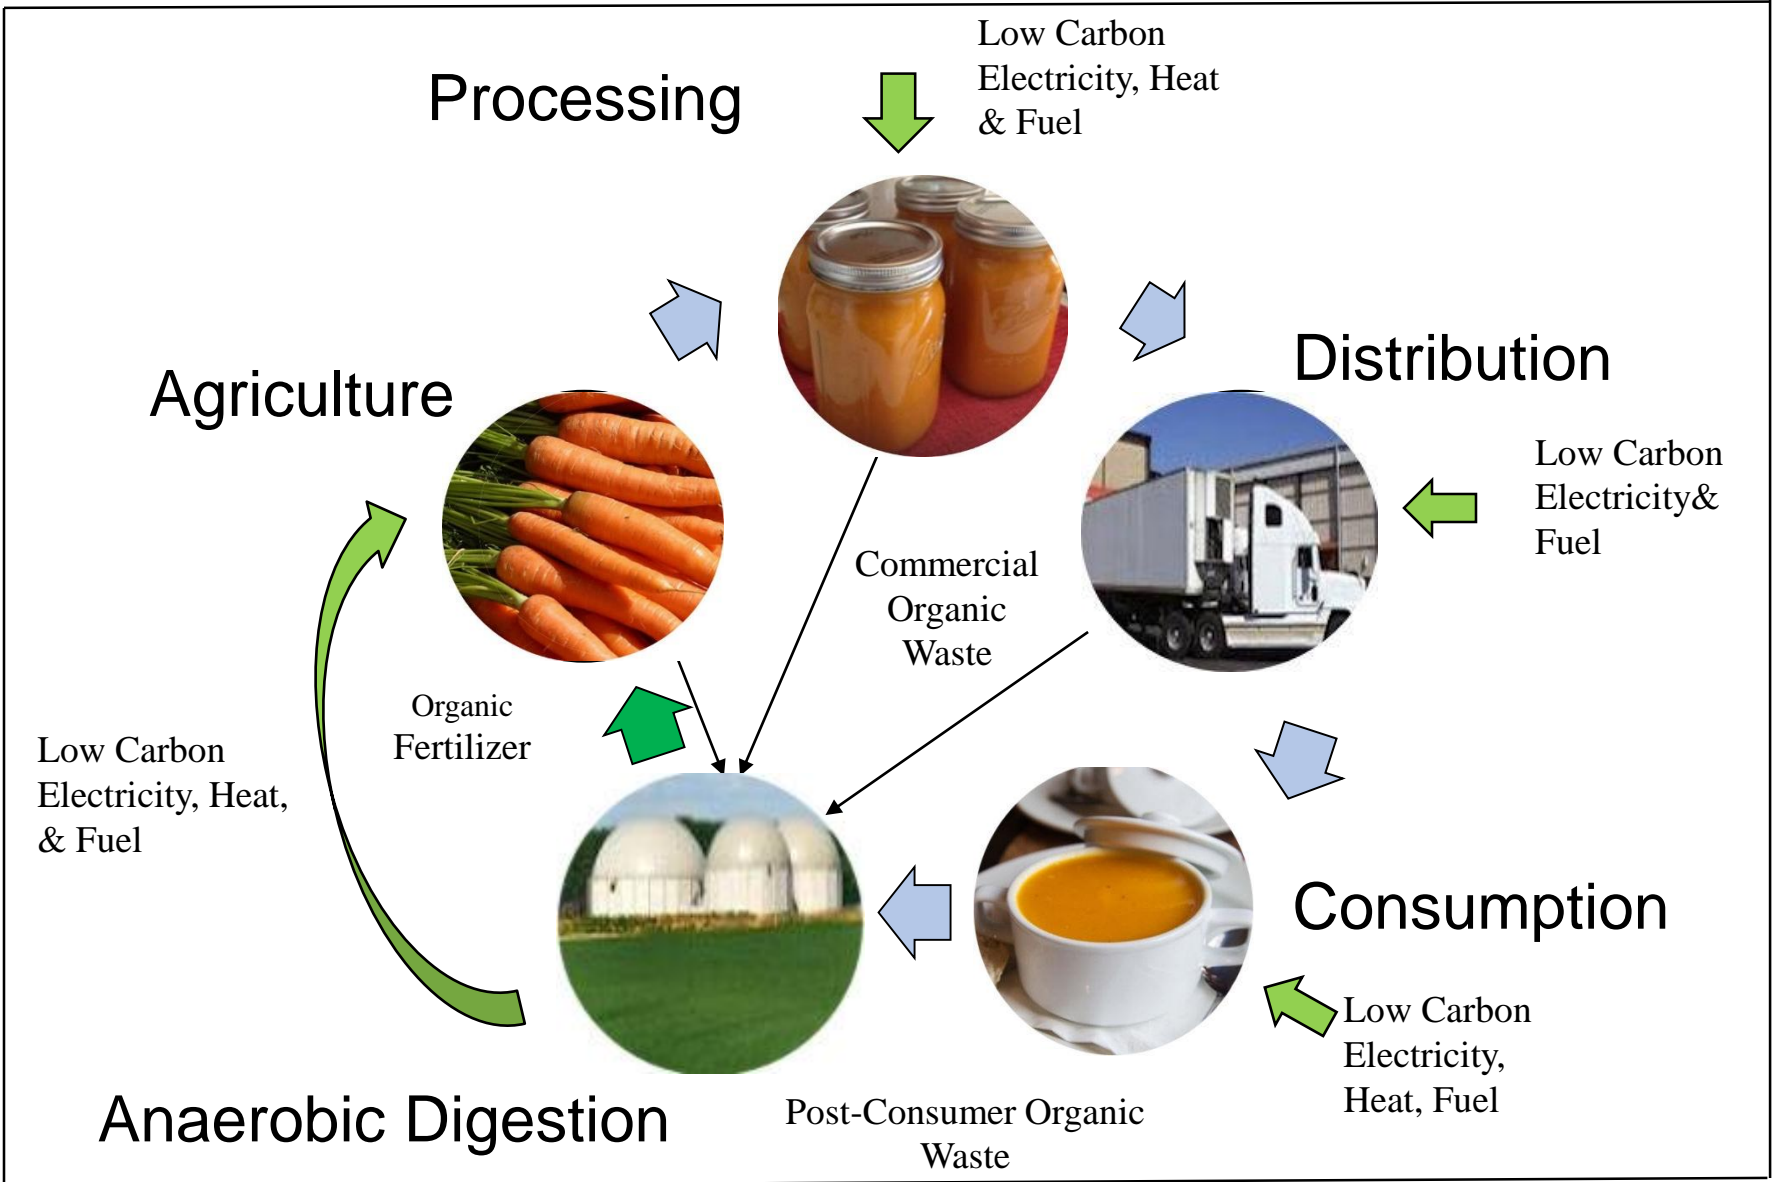 Low Carbon
Electricity, Heat
& Fuel
Processing
Distribution
Agriculture
Low Carbon
Electricity&
Fuel
Commercial
Organic
Waste
Organic
Fertilizer
Low Carbon
Electricity, Heat,
& Fuel
Consumption
Low Carbon
Electricity,
Heat, Fuel
Anaerobic Digestion
Post-Consumer Organic
Waste